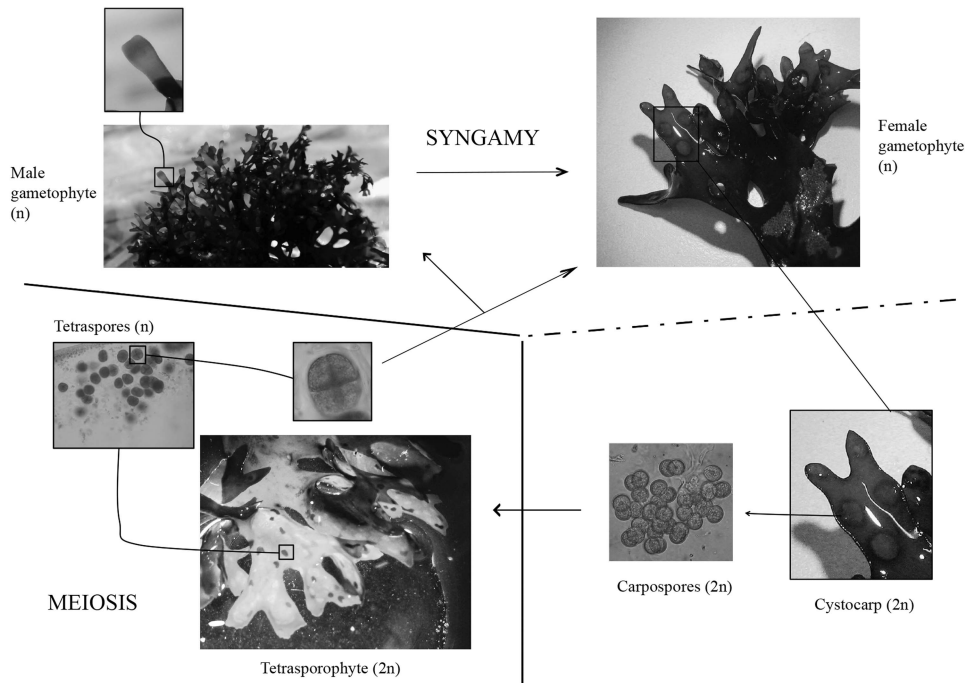 SYNGAMY
Male
gametophyte
(n)
Female
gametophyte
(n)
Tetraspores (n)
MEIOSIS
Tetrasporophyte (2n)
Carpospores (2n)
Cystocarp (2n)